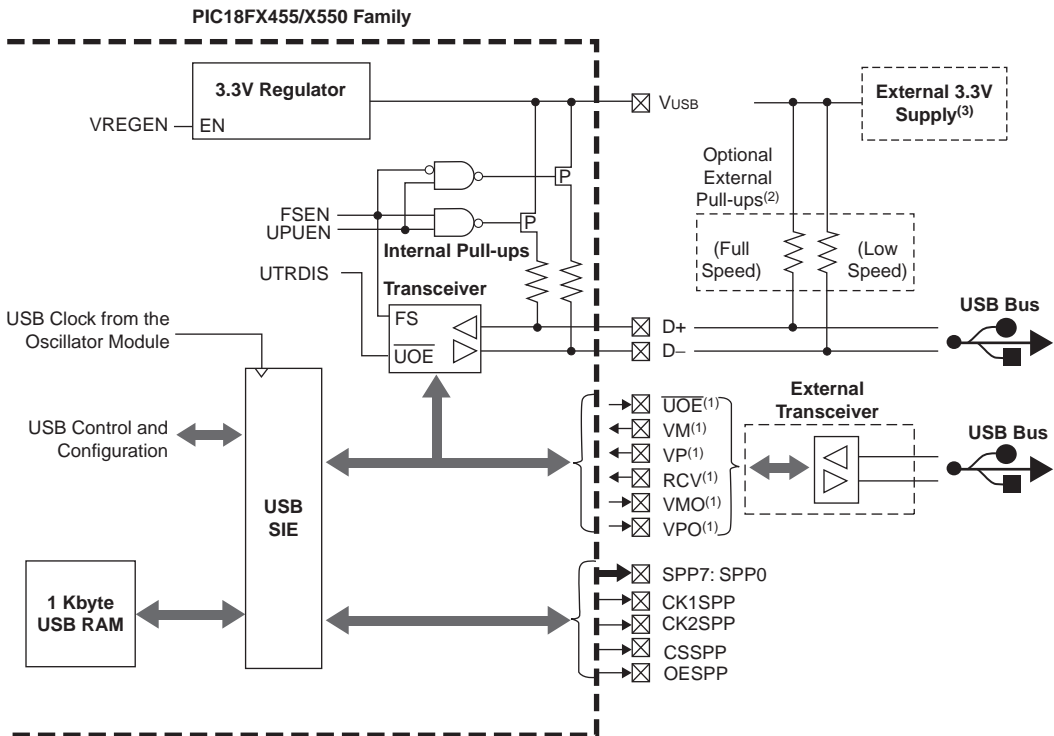 PIC18FX455/X550 Family
3.3V Regulator
VREGEN
EN
VUSB
External 3.3V
Supply(3)
Optional
External
Pull-ups(2)
P
P
FSEN
UPUEN
Internal Pull-ups
(Full
Speed)
(Low
Speed)
UTRDIS
Transceiver
FS
UOE
USB Clock from the
Oscillator Module
D+
D–
USB Bus
External
Transceiver
USB Control and
Configuration
UOE(1)
VM(1)
VP(1)
RCV(1)
VMO(1)
VPO(1)
USB Bus
USB
SIE
1 Kbyte
USB RAM
SPP7: SPP0
CK1SPP
CK2SPP
CSSPP
OESPP